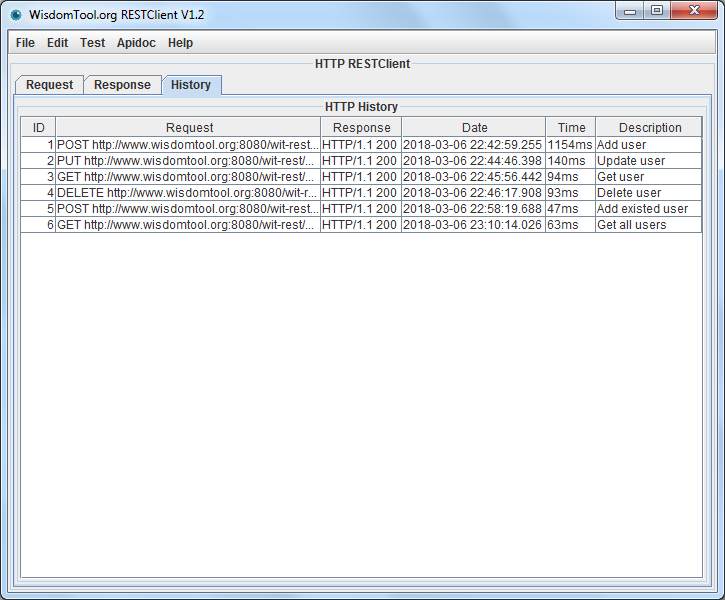 WisdomTool.org RESTClient V1.2
File Edit Test Apidoc Help
HTTP RESTClient
Request Response History
HTTP History
ID Request Response Date Time Description
1 POST http://www.wisdomtool.org:8080/wit-rest... HTTP/1.1 200 2018-03-06 22:42:59.255 1154ms Add user
2 PUT http://www.wisdomtool.org:8080/wit-rest/... HTTP/1.1 200 2018-03-06 22:44:46.398 140ms Update user
3 GET http://www.wisdomtool.org:8080/wit-rest/... HTTP/1.1 200 2018-03-06 22:45:56.442 94ms Get user
4 DELETE http://www.wisdomtool.org:8080/wit-r... HTTP/1.1 200 2018-03-06 22:46:17.908 93ms Delete user
5 POST http://www.wisdomtool.org:8080/wit-rest... HTTP/1.1 200 2018-03-06 22:58:19.688 47ms Add existed user
6 GET http://www.wisdomtool.org:8080/wit-rest/... HTTP/1.1 200 2018-03-06 23:10:14.026 63ms Get all users